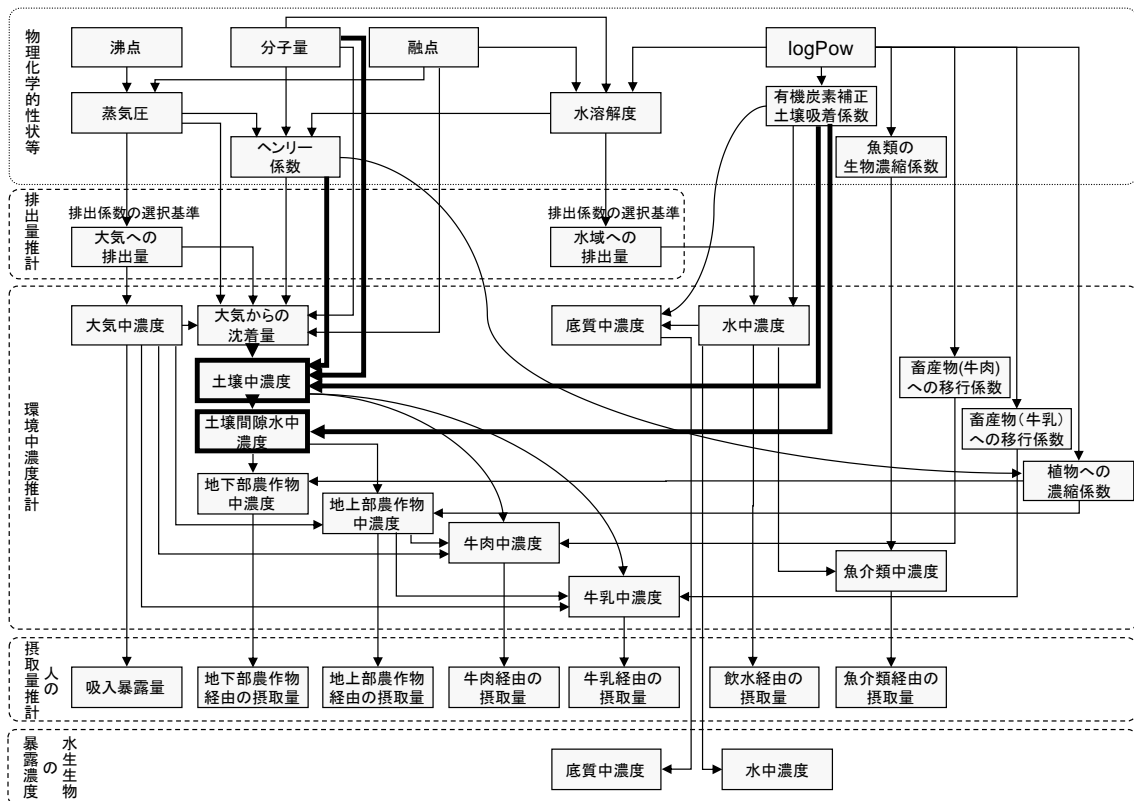 物理化学的性状等
沸点
分子量
融点
logPow
蒸気圧
水溶解度
有機炭素補正
土壌吸着係数
ヘンリー
係数
魚類の
生物濃縮係数
排出量推計
排出係数の選択基準
大気への
排出量
排出係数の選択基準
水域への
排出量
環境中濃度推計
大気中濃度
大気からの
沈着量
底質中濃度
水中濃度
土壌中濃度
畜産物(牛肉)
への移行係数
土壌間隙水中
濃度
畜産物(牛乳)
への移行係数
地下部農作物
中濃度
植物への
濃縮係数
地上部農作物
中濃度
牛肉中濃度
魚介類中濃度
牛乳中濃度
人の
摂取量推計
吸入暴露量
地下部農作物
経由の摂取量
地上部農作物
経由の摂取量
牛肉経由の
摂取量
牛乳経由の
摂取量
飲水経由の
摂取量
魚介類経由の
摂取量
水生生物
の
暴露濃度
底質中濃度
水中濃度